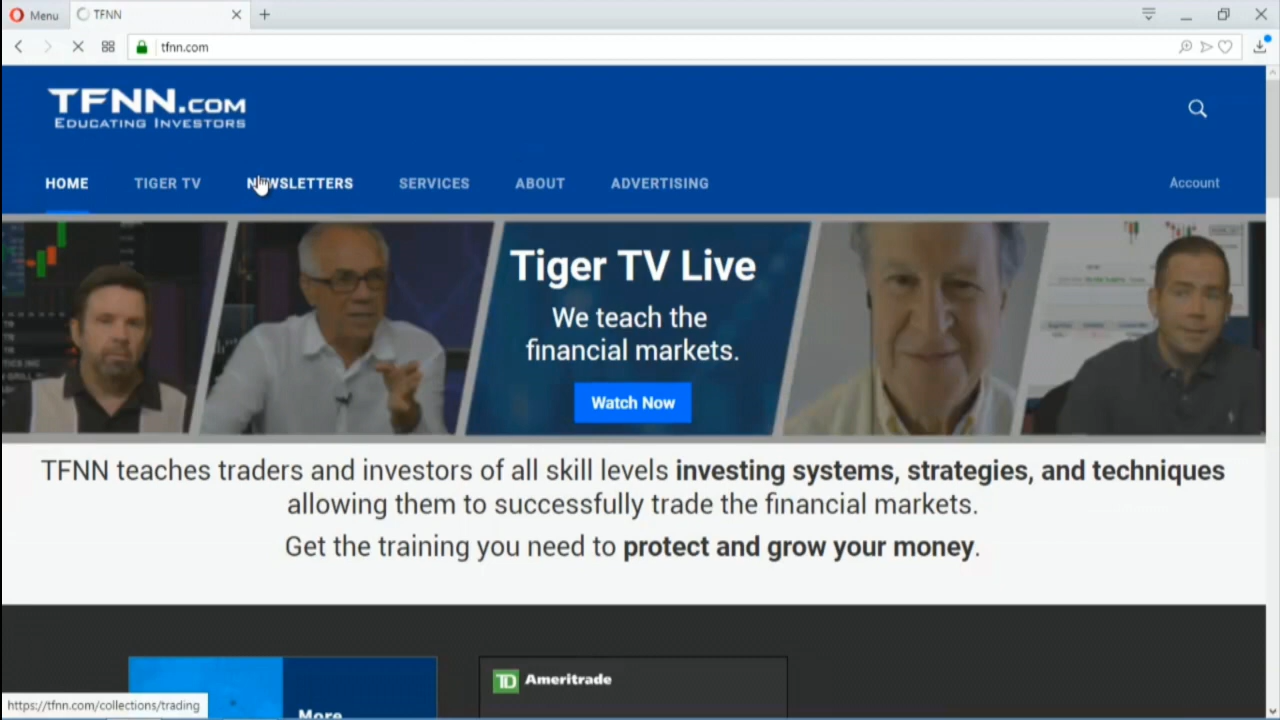 Menu
TFNN
tfnn.com
TFNN.COM
EDUCATING INVESTORS
HOME
TIGER TV
NEWSLETTERS
SERVICES
ABOUT
ADVERTISING
Account
Tiger TV Live
We teach the
financial markets.
Watch Now
TFNN teaches traders and investors of all skill levels investing systems, strategies, and techniques
allowing them to successfully trade the financial markets.
Get the training you need to protect and grow your money.
TD Ameritrade
More
https://tfnn.com/collections/trading